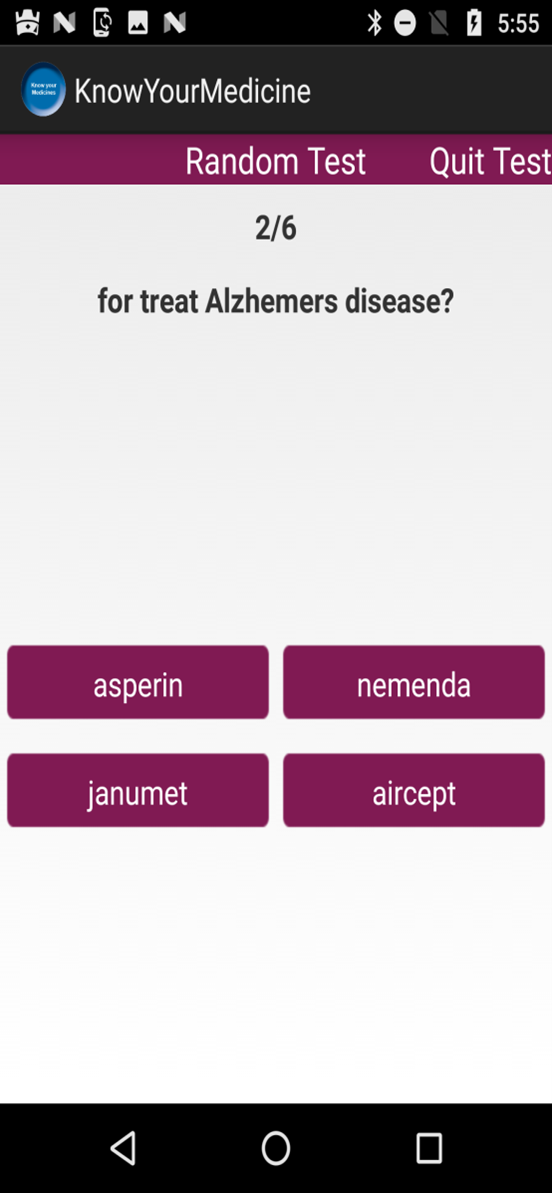 5:55
Know your
Medicines
KnowYourMedicine
Random Test Quit Test
2/6
for treat Alzhemers disease?
asperin nemenda
janumet aircept